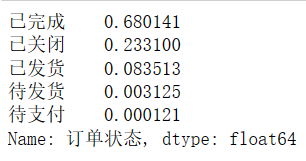 已完成    0.680141
已关闭    0.233100
已发货    0.083513
待发货    0.003125
待支付    0.000121
Name: 订单状态, dtype: float64